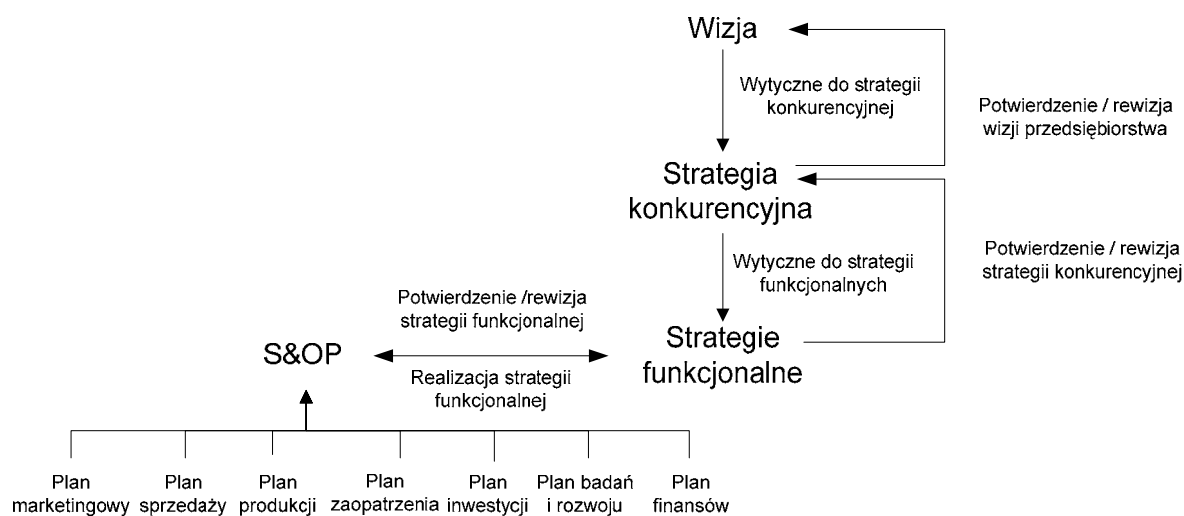 Wizja
Wytyczne do strategii
konkurencyjnej
Potwierdzenie / rewizja
wizji przedsiębiorstwa
Strategia
konkurencyjna
Wytyczne do strategii
funkcjonalnych
Potwierdzenie / rewizja
strategii konkurencyjnej
Potwierdzenie /rewizja
strategii funkcjonalnej
Strategie
funkcjonalne
S&OP
Realizacja strategii
funkcjonalnej
Plan
marketingowy
Plan
sprzedaży
Plan
produkcji
Plan
zaopatrzenia
Plan
inwestycji
Plan badań
i rozwoju
Plan
finansów